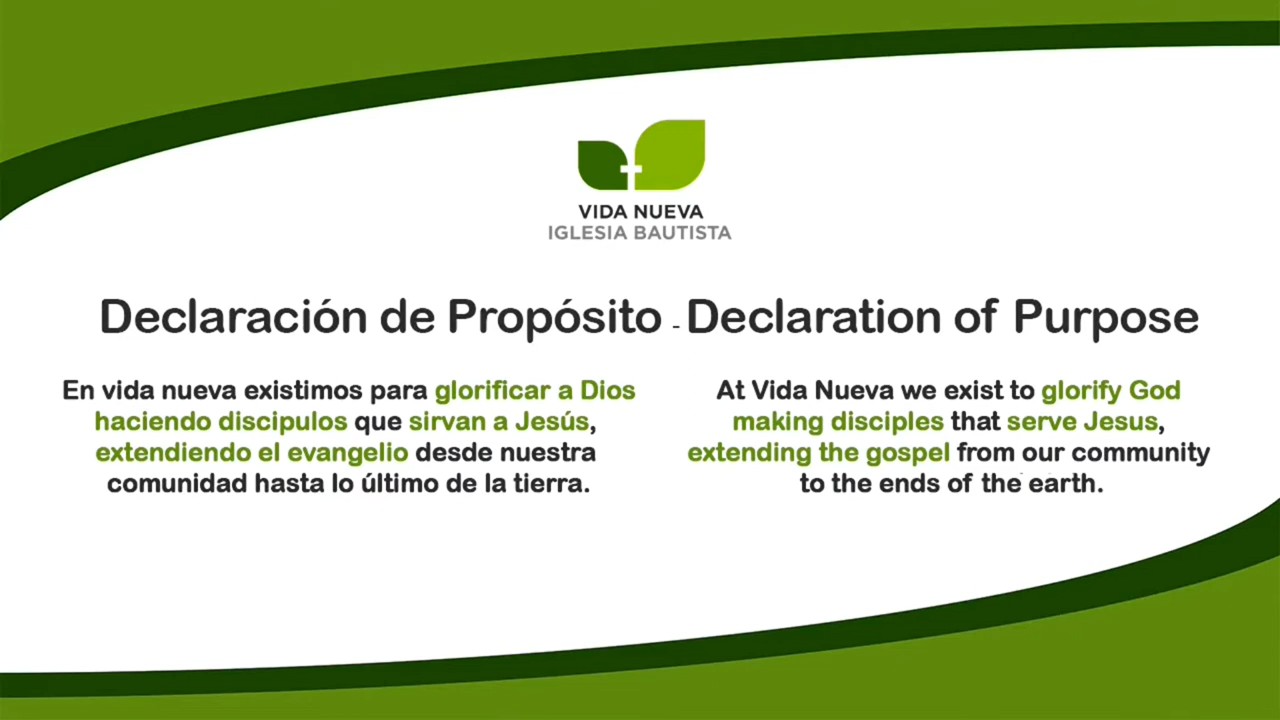 VIDA NUEVA
IGLESIA BAUTISTA
Declaración de Propósito - Declaration of Purpose
En vida nueva existimos para glorificar a Dios
haciendo discipulos que sirvan a Jesús,
extendiendo el evangelio desde nuestra
comunidad hasta lo último de la tierra.
At Vida Nueva we exist to glorify God
making disciples that serve Jesus,
extending the gospel from our community
to the ends of the earth.